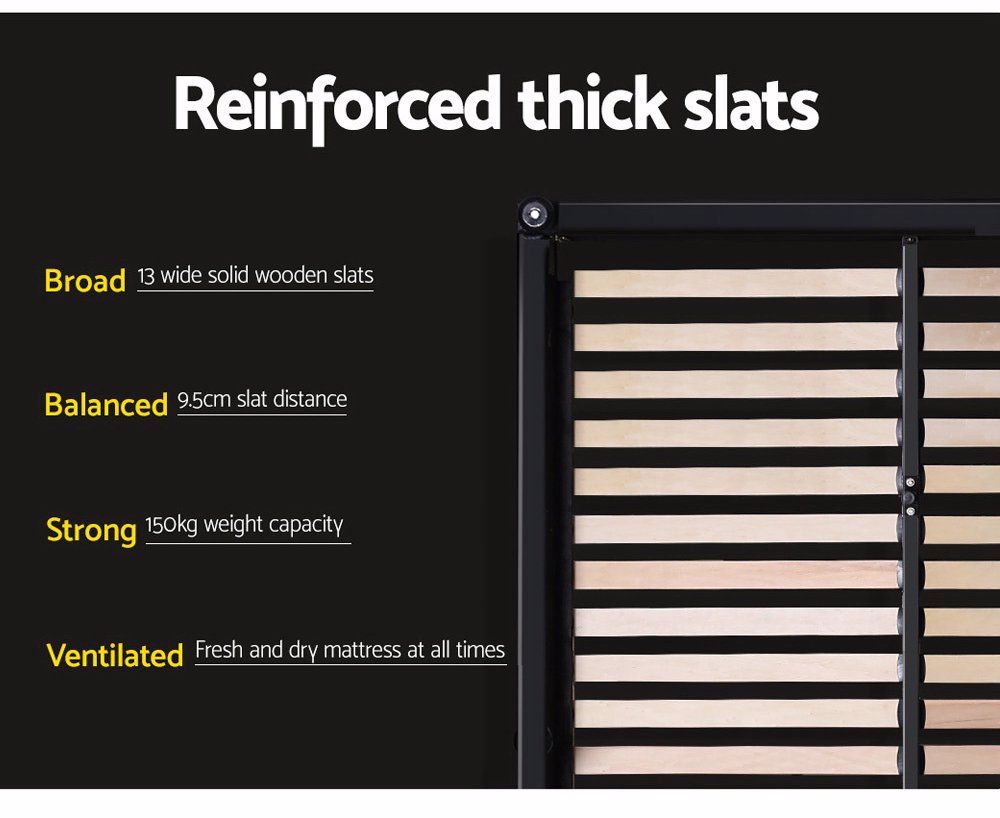 Reinforced thick slats
Broad 13 wide solid wooden slats
Balanced 9.5cm slat distance
Strong 150kg weight capacity
Ventilated Fresh and dry mattress at all times